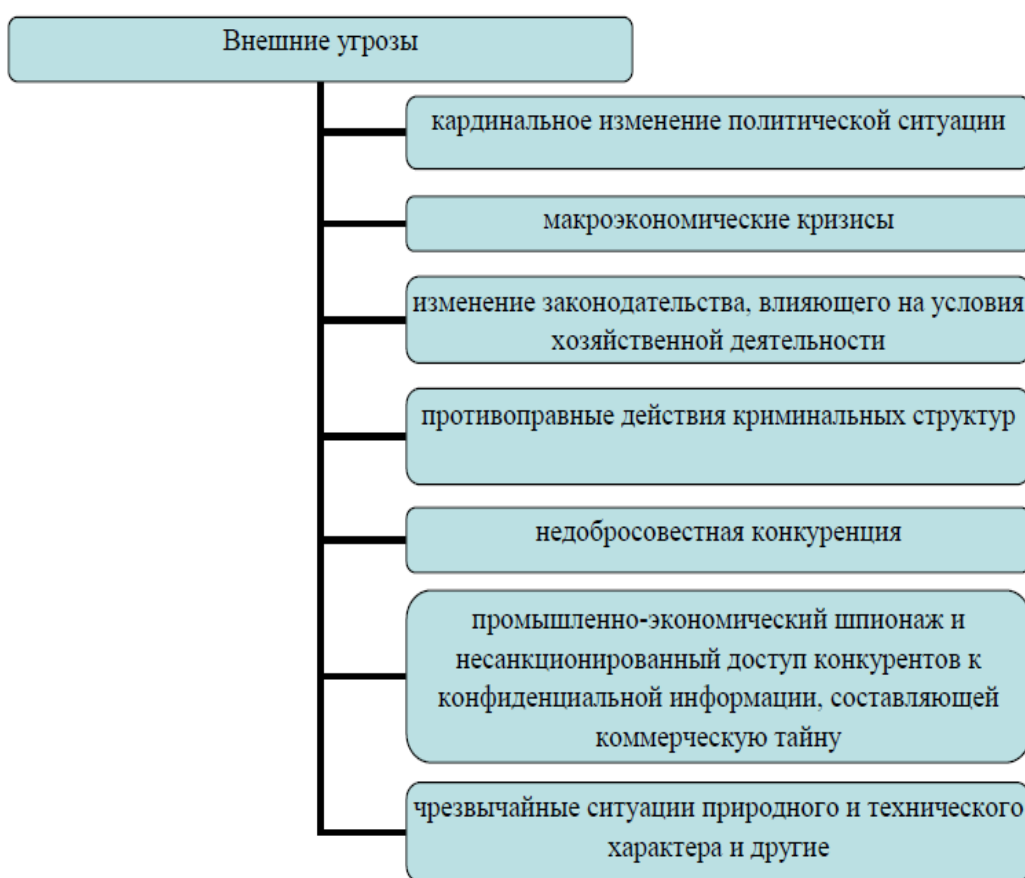 Внешние угрозы
кардинальное изменение политической ситуации
макроэкономические кризисы
изменение законодательства, влияющего на условия
хозяйственной деятельности
противоправные действия криминальных структур
недобросовестная конкуренция
промышленно-экономический шпионаж и
несанкционированный доступ конкурентов к
конфиденциальной информации, составляющей
коммерческую тайну
чрезвычайные ситуации природного и технического
характера и другие